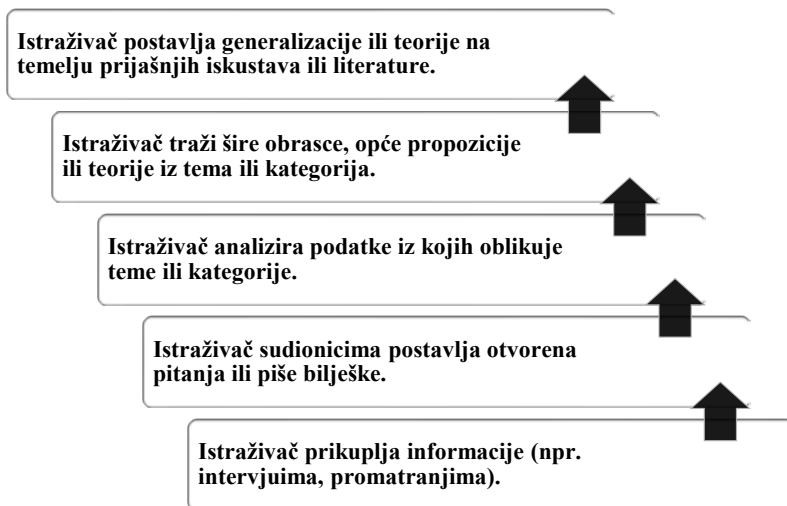 Istraživač postavlja generalizacije ili teorije na
temelju prijašnjih iskustava ili literature.
Istraživač traži šire obrasce, opće propozicije
ili teorije iz tema ili kategorija.
Istraživač analizira podatke iz kojih oblikuje
teme ili kategorije.
Istraživač sudionicima postavlja otvorena
pitanja ili piše bilješke.
Istraživač prikuplja informacije (npr.
intervjuima, promatranjima).